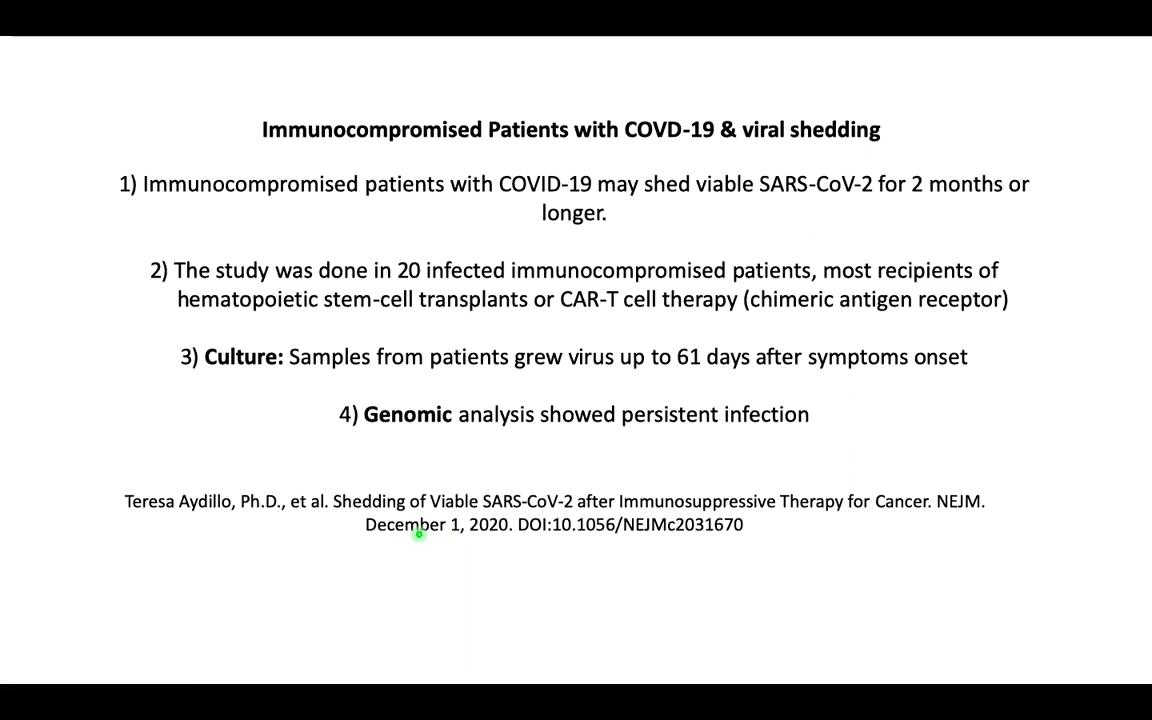 Immunocompromised Patients with COVD-19 & viral shedding
1) Immunocompromised patients with COVID-19 may shed viable SARS-CoV-2 for 2 months or
longer.
2) The study was done in 20 infected immunocompromised patients, most recipients of
hematopoietic stem-cell transplants or CAR-T cell therapy (chimeric antigen receptor)
3) Culture: Samples from patients grew virus up to 61 days after symptoms onset
4) Genomic analysis showed persistent infection
Teresa Aydillo, Ph.D., et al. Shedding of Viable SARS-CoV-2 after Immunosuppressive Therapy for Cancer. NEJM.
December 1, 2020. DOI:10.1056/NEJMc2031670